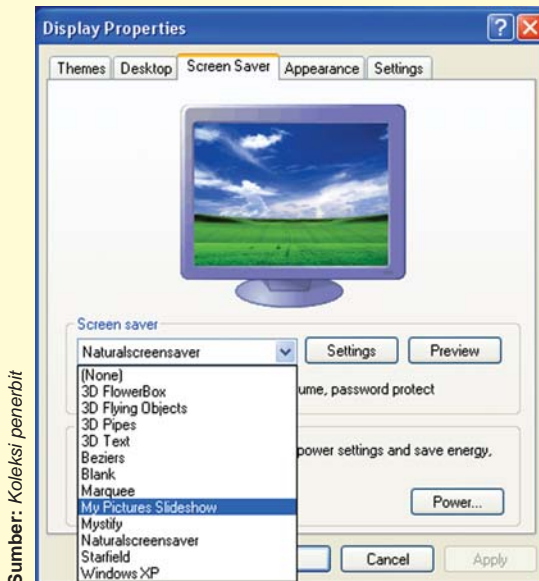 Display Properties
Themes Desktop Screen Saver Appearance Settings
Screen saver
Naturalscreensaver Settings Preview
(None)
3D FlowerBox
3D Flying Objects
3D Pipes
3D Text
Beziers
Blank
Marquee
My Pictures Slideshow
Mystify
Naturalscreensaver
Starfield
Windows XP
ume, password protect
power settings and save energy,
Power...
Cancel Apply
Sumber: Koleksi penerbit